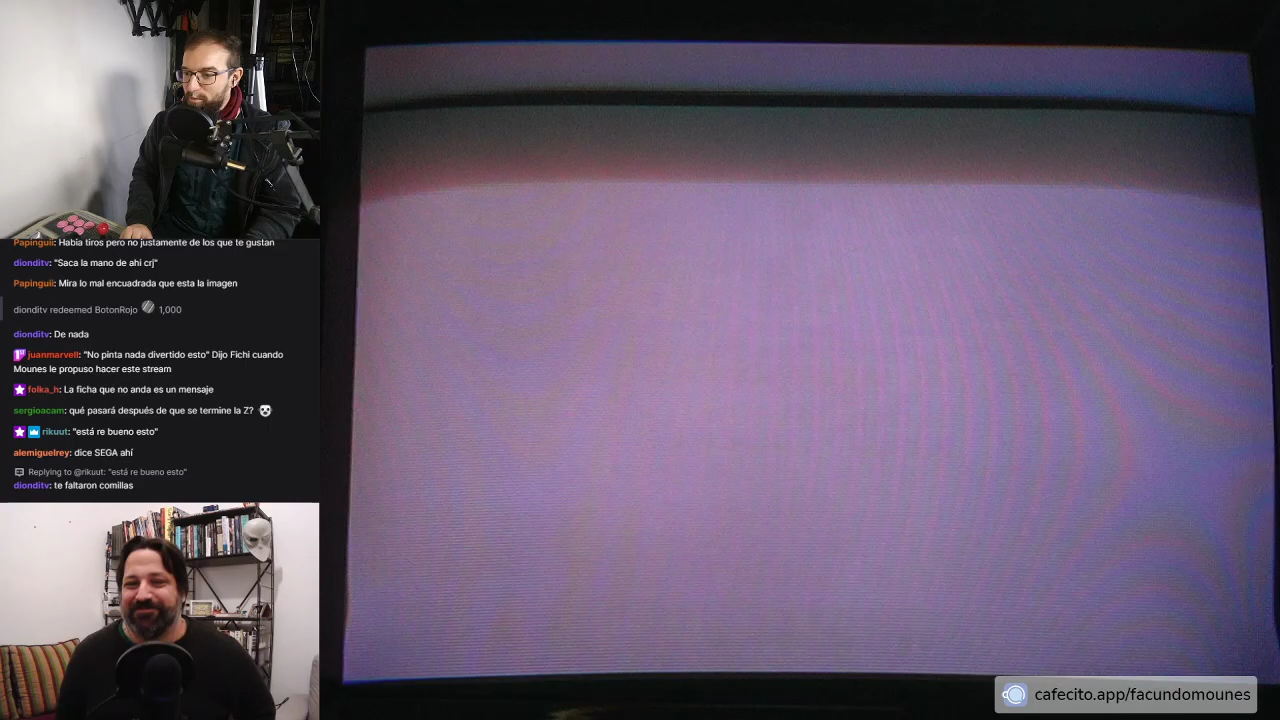 Papinguii: Había tiros pero no justamente de los que te gustan
dionditv: "Saca la mano de ahi crj"
Papinguii: Mira lo mal encuadrada que esta la imagen
dionditv redeemed BotonRojo 1,000
dionditv: De nada
juanmarvell: "No pinta nada divertido esto" Dijo Fichi cuando
Mounes le propuso hacer este stream
folka_h: La ficha que no anda es un mensaje
sergioacam: qué pasará después de que se termine la Z?
rikuut: "está re bueno esto"
alemiguelrey: dice SEGA ahí
Replying to @rikuut: "está re bueno esto"
dionditv: te faltaron comillas
cafecito.app/facundomounes